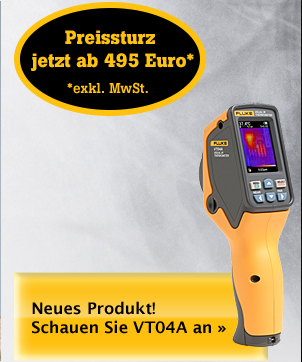 Preissturz
jetzt ab 495 Euro*
*exkl. MwSt.
FLUKE
Neues Produkt!
Schauen Sie VT04A an »